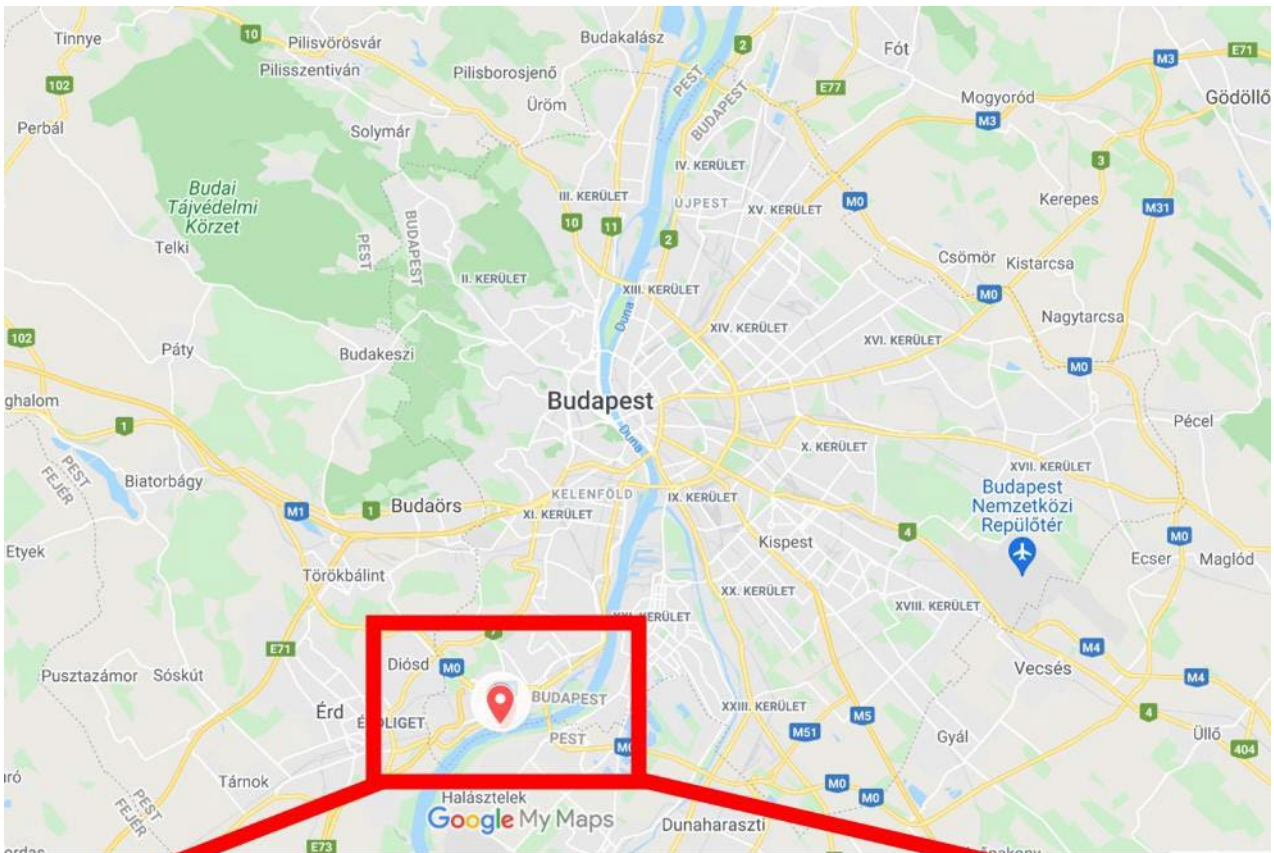 Tinnye
10
Pilisvörösvár
Budakalász
2
Fót
M3
E71
Pilisszentiván
Pilisborosjenő
PEST
BUDAPEST
102
E77
Mogyoród
Gödöllő
Üröm
M3
Perbál
Solymár
IV. KERÜLET
3
Budai
Tájvédelmi
Körzet
III. KERÜLET
ÚJPEST
XV. KERÜLET
M0
Kerepes
M31
PEST
BUDAPEST
10
11
2
Telki
Csömör
Kistarcsa
II. KERÜLET
XIII. KERÜLET
M0
Duna
Nagytarcsa
102
Páty
Budakeszi
XIV. KERÜLET
XVI. KERÜLET
M0
ghalom
Budapest
1
Duna
Pécel
X. KERÜLET
PEST
FEJÉR
Biatorbágy
XVII. KERÜLET
KELENFÖLD
IX. KERÜLET
Budapest
Nemzetközi
Repülőtér
M1
1
Budaörs
XI. KERÜLET
4
M0
Etyek
Kispest
Ecser
Maglód
Törökbálint
XX. KERÜLET
XVIII. KERÜLET
KERÜLET
E71
M4
Diósd
M0
Vecsés
M4
Pusztazámor
Sóskút
BUDAPEST
Érd
LIGET
XXIII. KERÜLET
M5
4
PEST
M51
Gyál
Üllő
404
Tárnok
M0
M0
PEST
FEJÉR
Halásztelek
Google My Maps
Dunaharaszti
E73